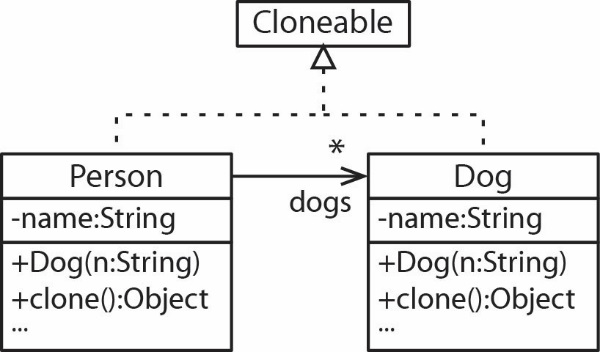 Cloneable
Person
-name:String
+Dog(n:String)
+clone():Object
...
*
dogs
Dog
-name:String
+Dog(n:String)
+clone():Object
...